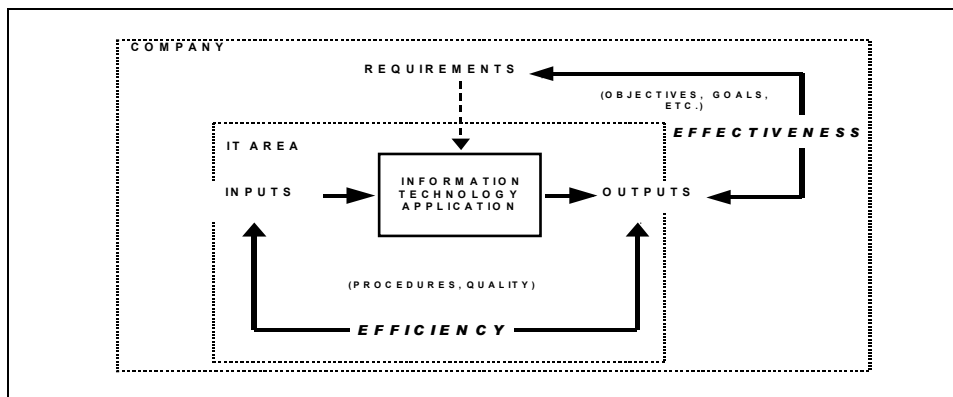 COMPANY
REQUIREMENTS
(OBJECTIVES, GOALS,
ETC.)
EFFECTIVENESS
IT AREA
INPUTS
INFORMATION
TECHNOLOGY
APPLICATION
OUTPUTS
(PROCEDURES, QUALITY)
EFFICIENCY